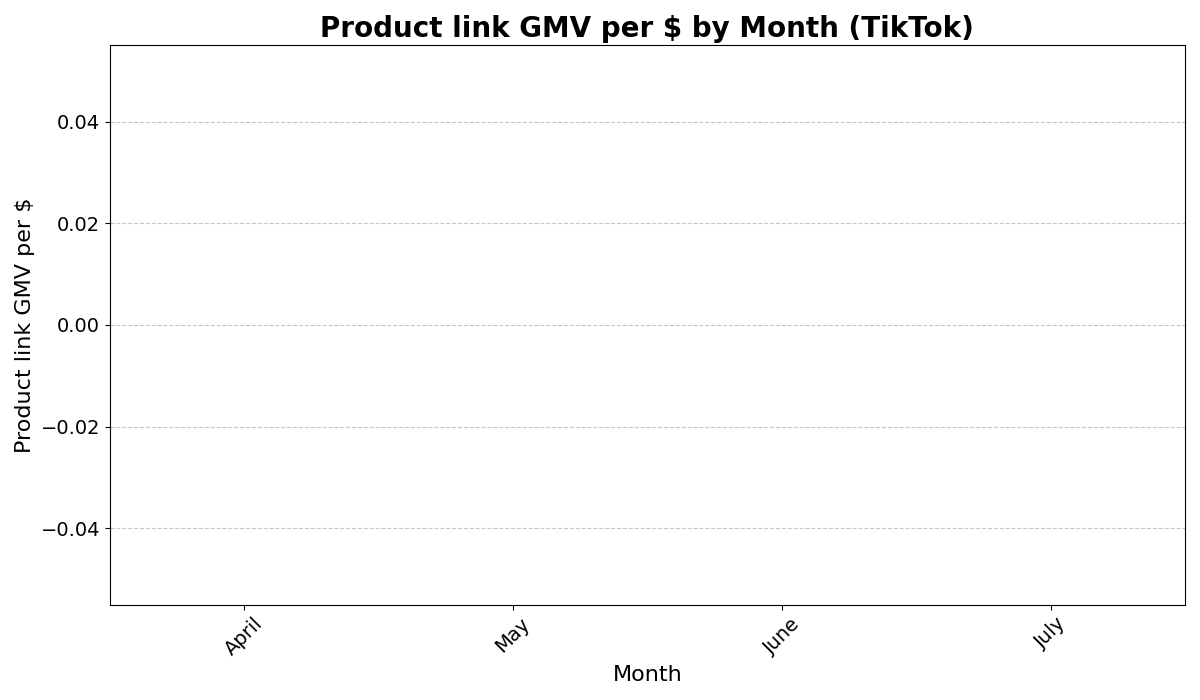 Product link GMV per $ by Month (TikTok)
Product link GMV per $
0.04
0.02
0.00
−0.02
−0.04
April
May
June
July
Month